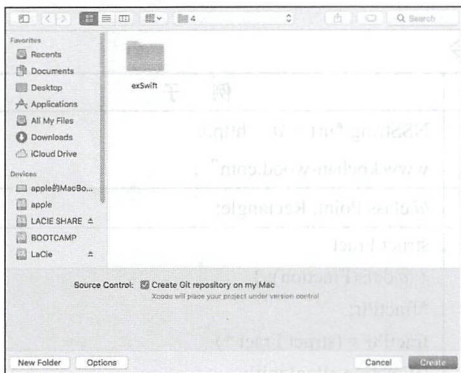 4
Search
Favorites
Recents
Documents
Desktop
Applications
All My Files
Downloads
iCloud Drive
Devices
apple的MacBo...
apple
LACIE SHARE
BOOTCAMP
LaCie
exSwift
Source Control: Create Git repository on my Mac
Xcode will place your project under version control
New Folder
Options
Cancel
Create